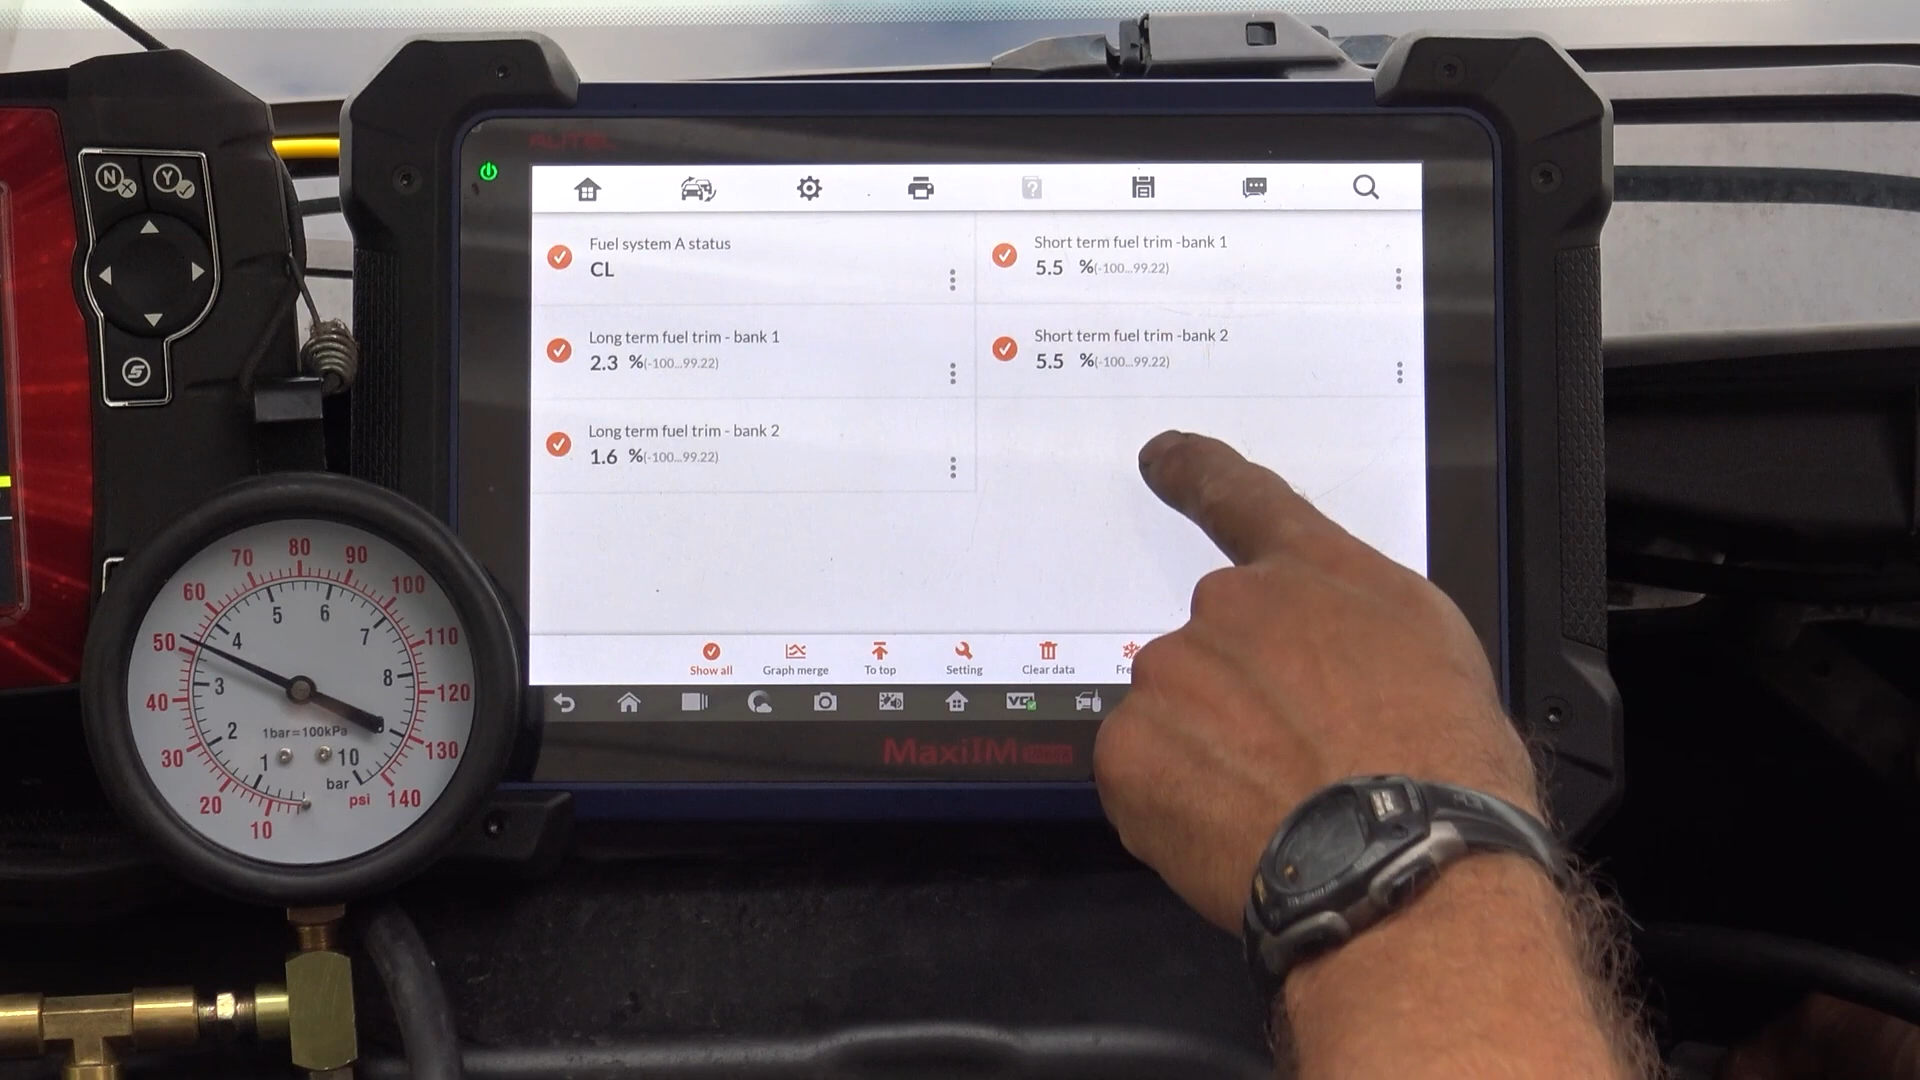 AUTEL
N
Y
S
Fuel system A status
CL
Short term fuel trim -bank 1
5.5 %(-100...99.22)
Long term fuel trim - bank 1
2.3 %(-100...99.22)
Short term fuel trim -bank 2
5.5 %(-100...99.22)
Long term fuel trim - bank 2
1.6 %(-100...99.22)
Show all
Graph merge
To top
Setting
Clear data
Fre
VCI
MaxiIM
10
20
30
40
50
60
70
80
90
100
110
120
130
140
1
2
3
4
5
6
7
8
10
1bar=100kPa
bar
psi